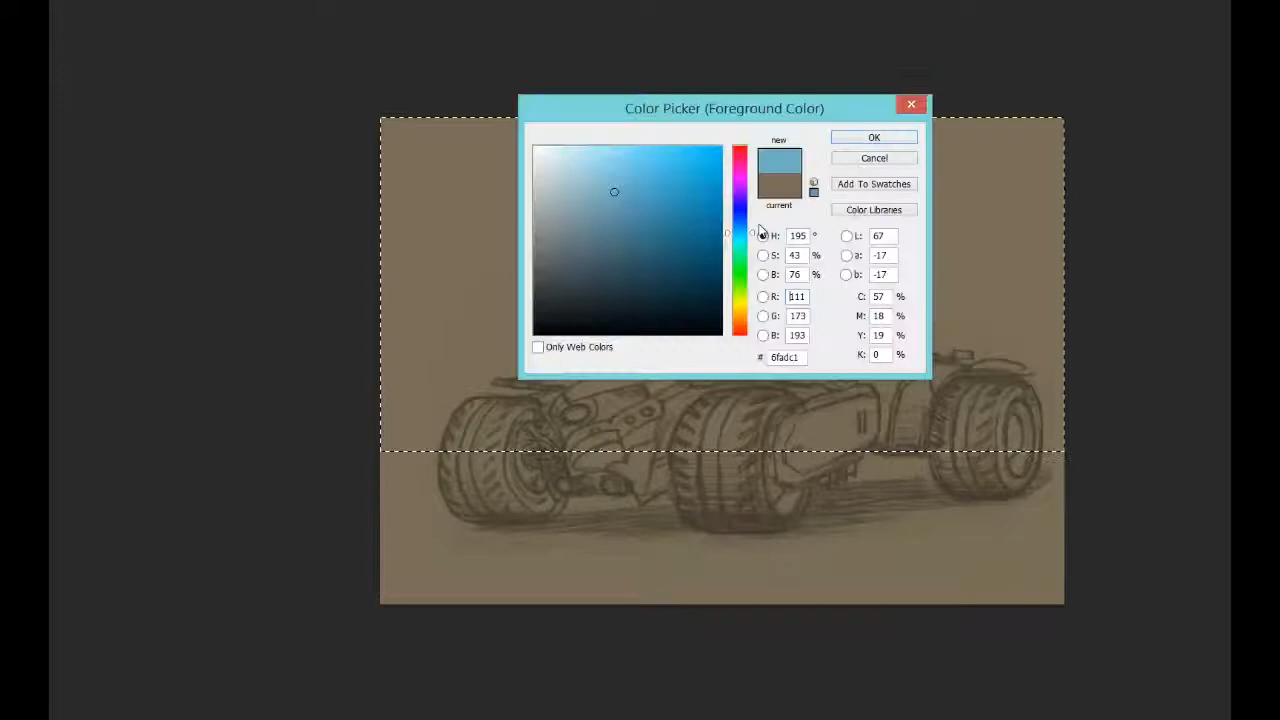 Color Picker (Foreground Color)
new
current
OK
Cancel
Add To Swatches
Color Libraries
H: 195 °
S: 43 %
B: 76 %
R: 111
G: 173
B: 193
# 6fadc1
L: 67
a: -17
b: -17
C: 57 %
M: 18 %
Y: 19 %
K: 0 %
Only Web Colors